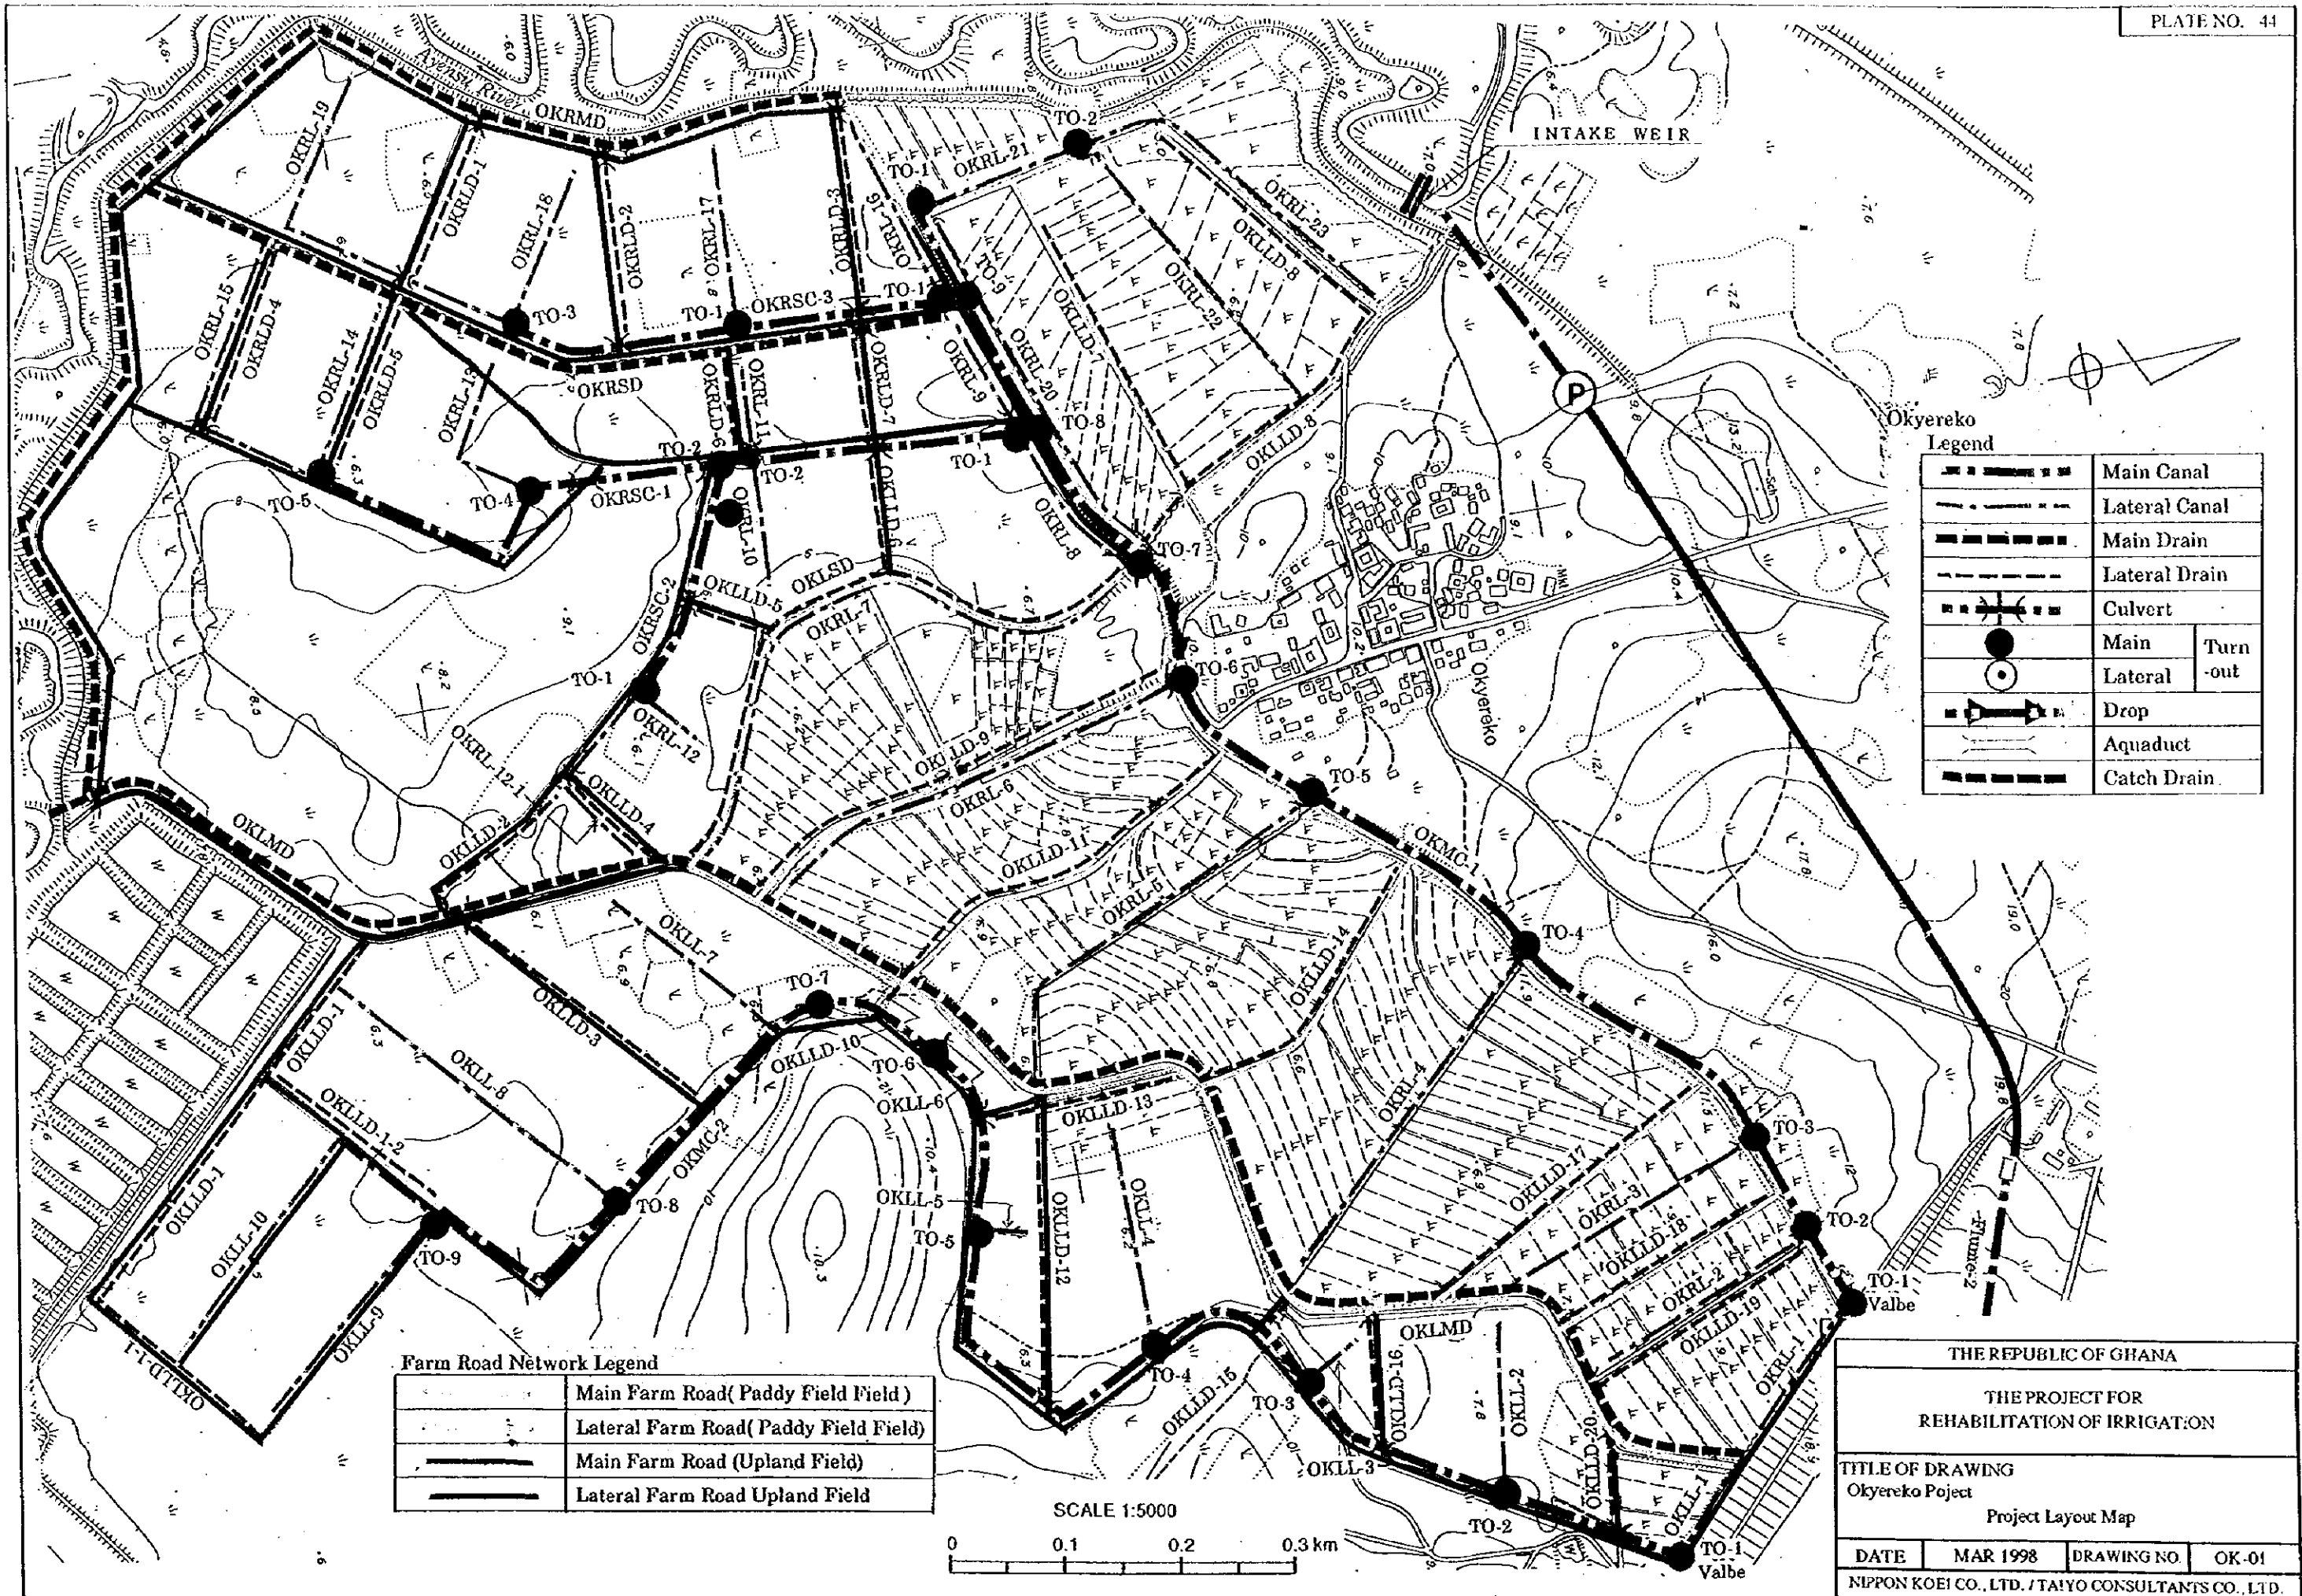 PLATE NO. 44
Ayensu River
OKRMD
OKRL-19
OKRLD-1
OKRL-18
OKRLD-2
OKRL-17
OKRLD-3
OKRL-16
TO-1
OKRL-21
TO-2
INTAKE WEIR
OKRL-23
OKLLD-8
OKRL-22
OKLLD-7
TO-9
TO-1
OKRSC-3
TO-1
TO-3
OKRL-15
OKRLD-4
OKRL-14
OKRLD-5
OKRL-13
OKRSD
OKRLD-6
OKRL-11
OKRLD-7
OKRL-9
OKRL-20
TO-8
OKLLD-8
P
TO-5
TO-4
OKRSC-1
TO-2
TO-2
TO-1
OKRL-10
OKLLD-6
OKRL-8
TO-7
OKRSC-2
OKLLD-5
OKLSD
OKRL-7
TO-6
TO-1
OKRL-12
OKRL-12-1
OKLLD-9
OKRL-6
Okyereko
Sch
MKT
TO-5
OKMC-1
OKLMD
OKLLD-2
OKLLD-4
OKLLD-11
OKRL-5
OKLLD-14
TO-4
OKLL-7
TO-7
OKLLD-3
OKLLD-1
OKLL-8
OKLLD-10
TO-6
OKLL-6
OKLLD-13
OKRL-4
OKLLD-1-2
OKMC-2
TO-8
OKLL-5
TO-5
OKLLD-12
OKLL-4
OKLLD-17
OKRL-3
TO-3
OKLLD-18
TO-2
OKRL-2
OKLLD-19
TO-1
Valbe
Flume-2
OKLLD-1
OKLL-10
TO-9
OKLL-9
OKLLD-1-1
TO-4
OKLLD-15
TO-3
OKLMD
OKLLD-16
OKLL-2
OKRL-1
OKLL-3
OKLLD-20
OKLL-1
TO-2
TO-1
Valbe
Okyereko
Legend
Main Canal
Lateral Canal
Main Drain
Lateral Drain
Culvert
Main
Lateral
Turn
-out
Drop
Aquaduct
Catch Drain
Farm Road Network Legend
Main Farm Road( Paddy Field Field )
Lateral Farm Road( Paddy Field Field)
Main Farm Road (Upland Field)
Lateral Farm Road Upland Field
SCALE 1:5000
0 0.1 0.2 0.3 km
THE REPUBLIC OF GHANA
THE PROJECT FOR
REHABILITATION OF IRRIGATION
TITLE OF DRAWING
Okyereko Poject
Project Layout Map
DATE MAR 1998 DRAWING NO. OK-01
NIPPON KOEI CO., LTD. / TAIYO CONSULTANTS CO., LTD.